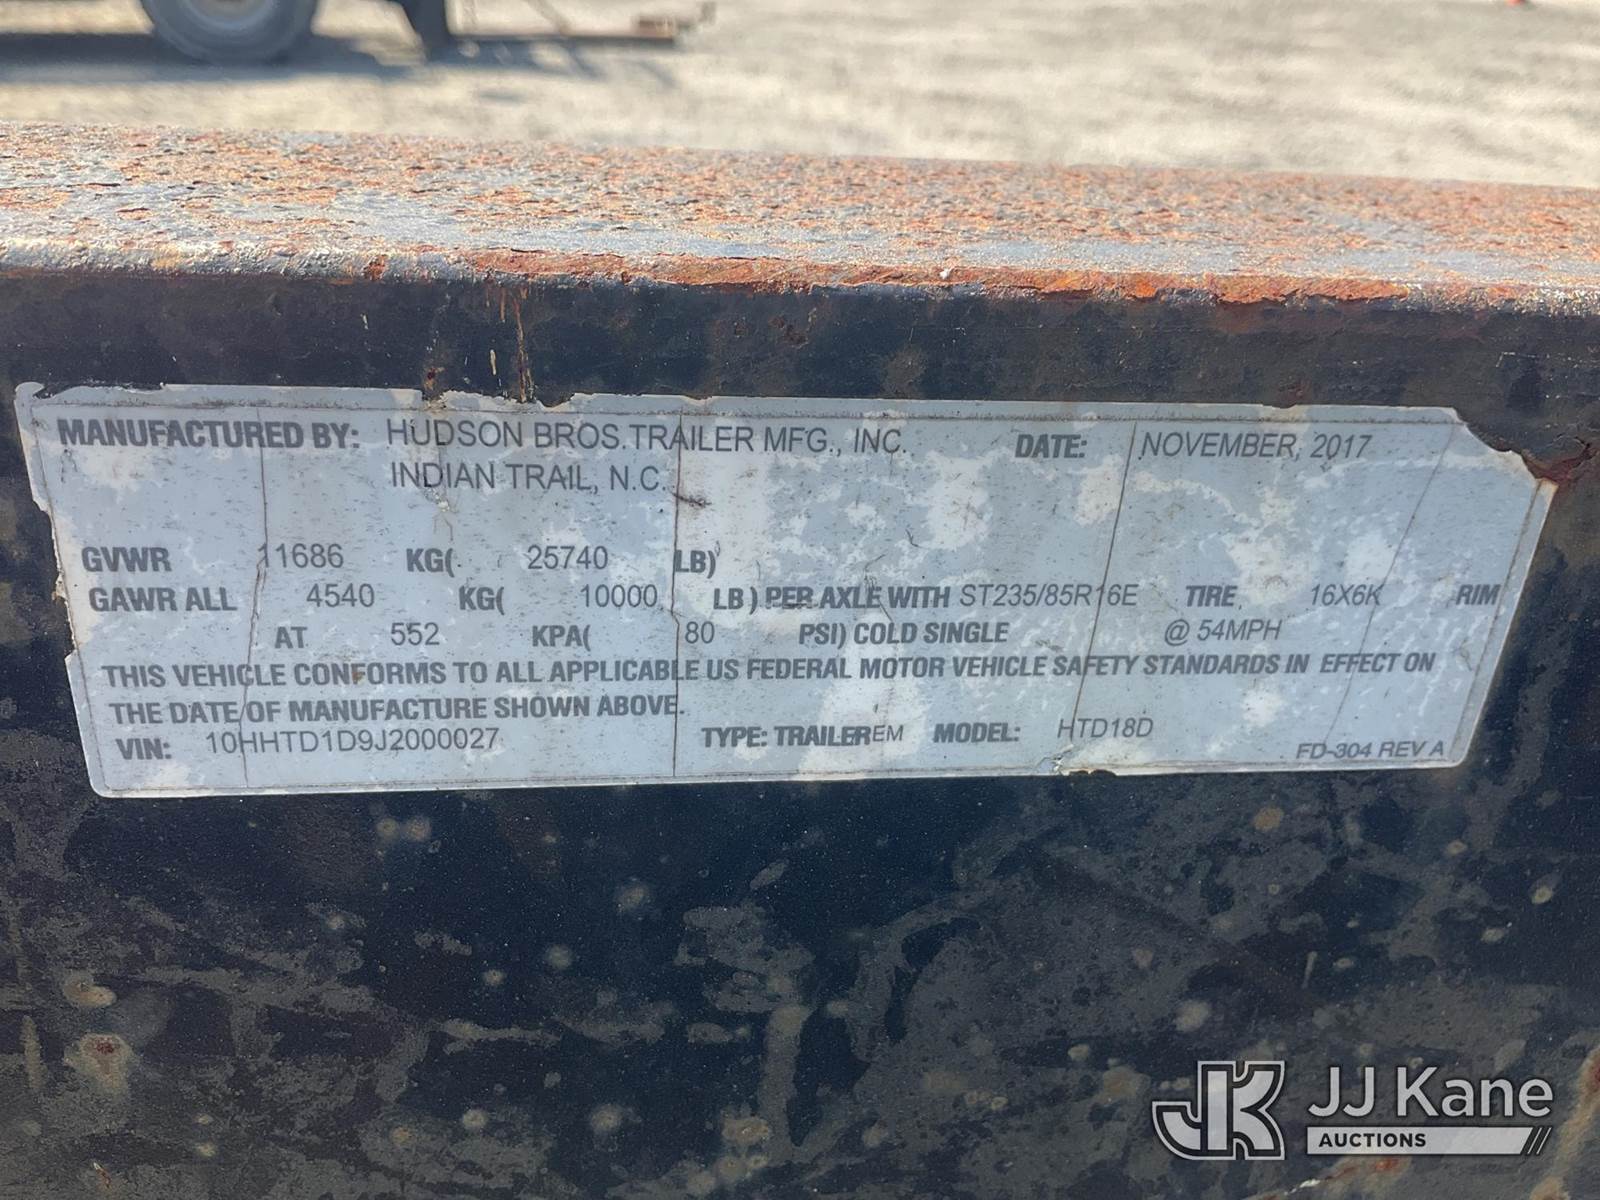 MANUFACTURED BY: HUDSON BROS. TRAILER MFG., INC. DATE: NOVEMBER, 2017
INDIAN TRAIL, N.C.
GVWR 11686 KG( 25740 LB)
GAWR ALL 4540 KG( 10000 LB) PER AXLE WITH ST235/85R16E TIRE 16X6K RIM
AT 552 KPA( 80 PSI) COLD SINGLE @ 54MPH
THIS VEHICLE CONFORMS TO ALL APPLICABLE US FEDERAL MOTOR VEHICLE SAFETY STANDARDS IN EFFECT ON
THE DATE OF MANUFACTURE SHOWN ABOVE.
VIN: 10HHTD1D9J2000027 TYPE: TRAILER EM MODEL: HTD18D
FD-304 REV A
JK JJ Kane
AUCTIONS